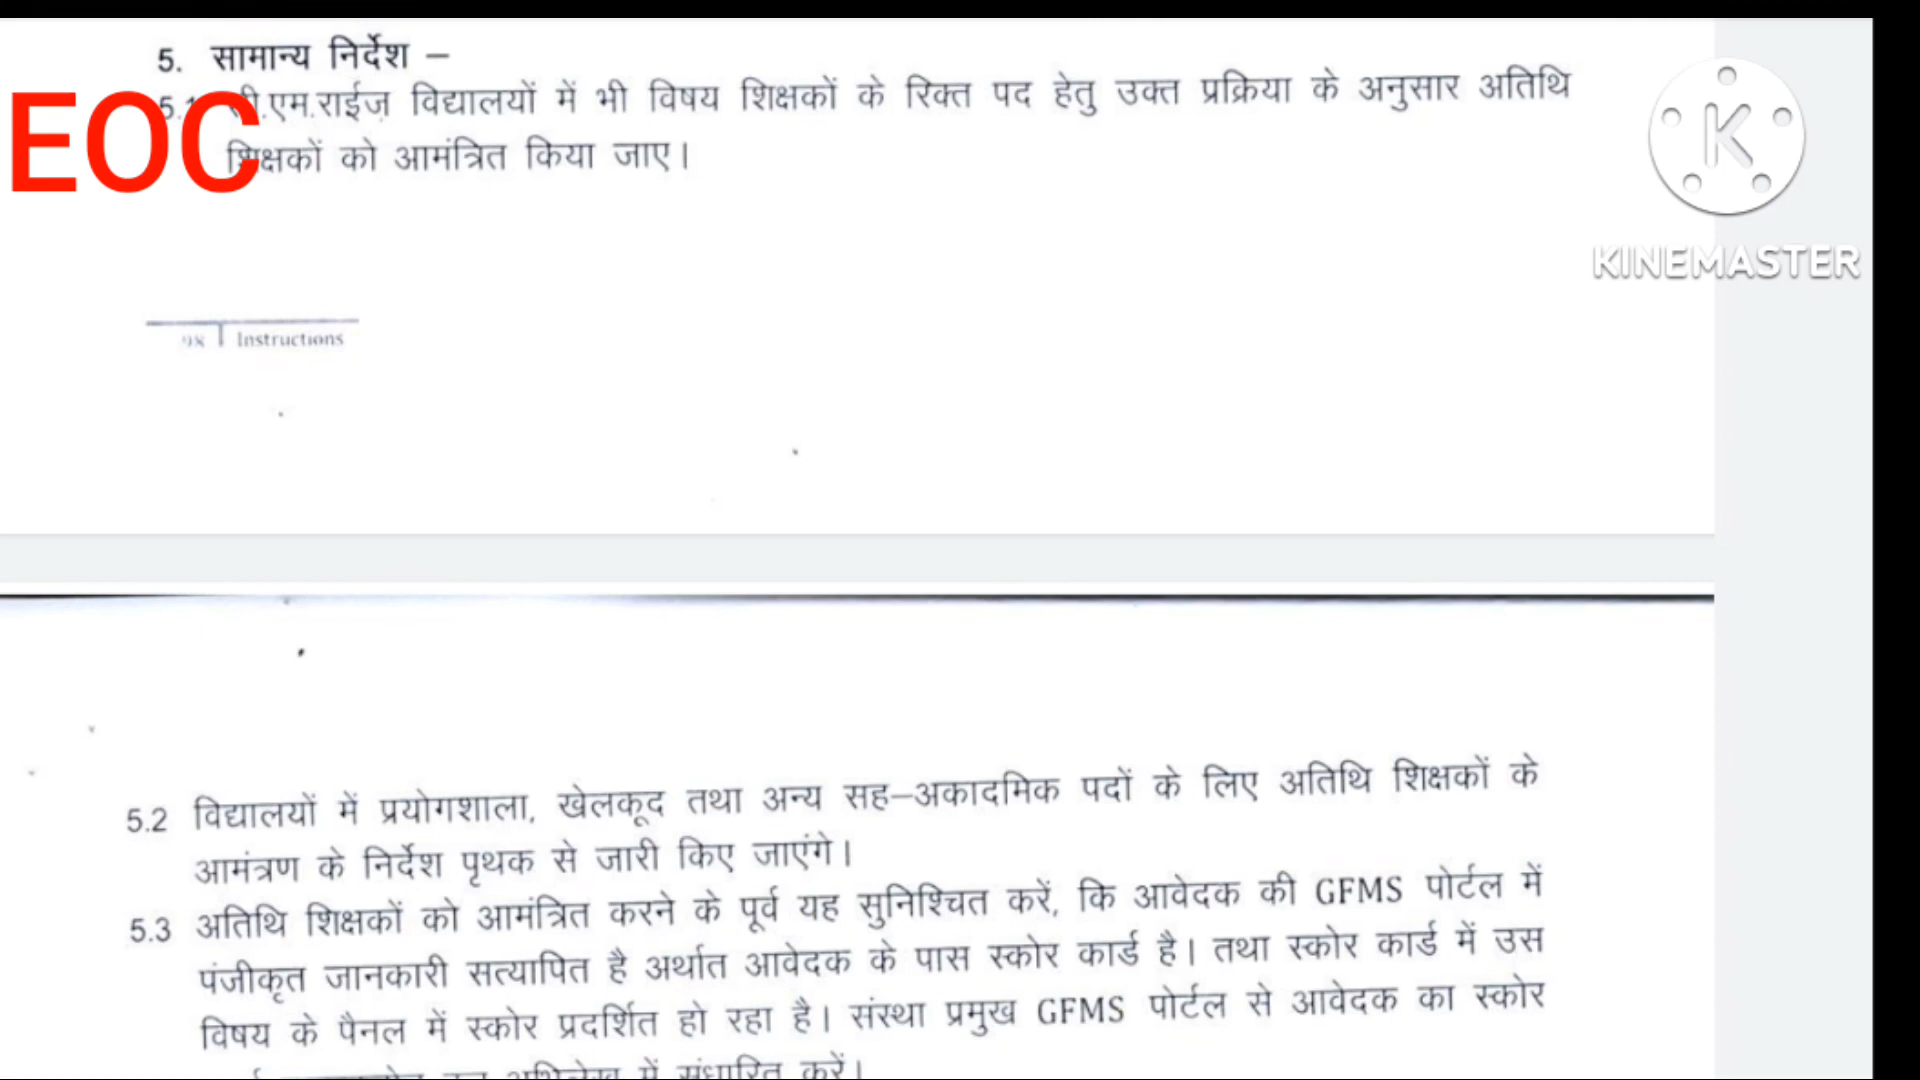 5. सामान्य निर्देश –
EOC
एम.राईज़ विद्यालयों में भी विषय शिक्षकों के रिक्त पद हेतु उक्त प्रक्रिया के अनुसार अतिथि
शिक्षकों को आमंत्रित किया जाए।
KINEMASTER
Instructions
5.2 विद्यालयों में प्रयोगशाला, खेलकूद तथा अन्य सह–अकादमिक पदों के लिए अतिथि शिक्षकों के
आमंत्रण के निर्देश पृथक से जारी किए जाएंगे।
5.3 अतिथि शिक्षकों को आमंत्रित करने के पूर्व यह सुनिश्चित करें, कि आवेदक की GFMS पोर्टल में
पंजीकृत जानकारी सत्यापित है अर्थात आवेदक के पास स्कोर कार्ड है। तथा स्कोर कार्ड में उस
विषय के पैनल में स्कोर प्रदर्शित हो रहा है। संस्था प्रमुख GFMS पोर्टल से आवेदक का स्कोर
अभिलेख में संधारित करें।